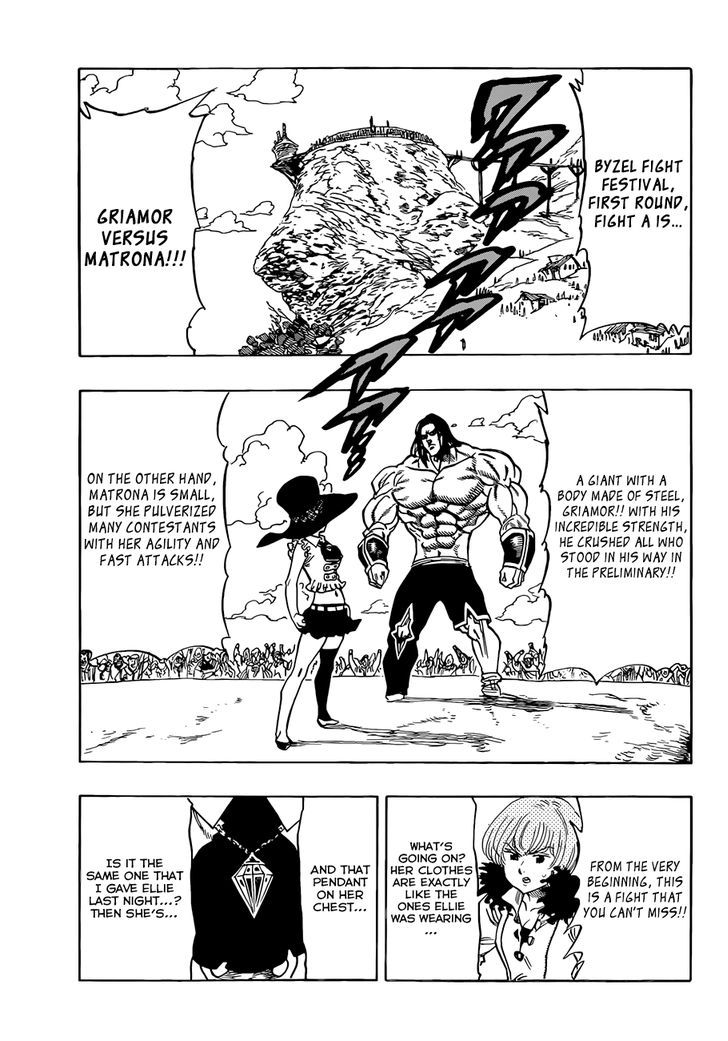 BYZEL FIGHT
FESTIVAL,
FIRST ROUND,
FIGHT A IS...
GRIAMOR
VERSUS
MATRONA!!!
A GIANT WITH A
BODY MADE OF STEEL,
GRIAMOR!! WITH HIS
INCREDIBLE STRENGTH,
HE CRUSHED ALL WHO
STOOD IN HIS WAY IN
THE PRELIMINARY!!
ON THE OTHER HAND,
MATRONA IS SMALL,
BUT SHE PULVERIZED
MANY CONTESTANTS
WITH HER AGILITY AND
FAST ATTACKS!!
FROM THE VERY
BEGINNING, THIS
IS A FIGHT THAT
YOU CAN'T MISS!!
WHAT'S
GOING ON?
HER CLOTHES
ARE EXACTLY
LIKE THE
ONES ELLIE
WAS WEARING
...
AND THAT
PENDANT
ON HER
CHEST...
IS IT THE
SAME ONE THAT
I GAVE ELLIE
LAST NIGHT...?
THEN SHE'S...